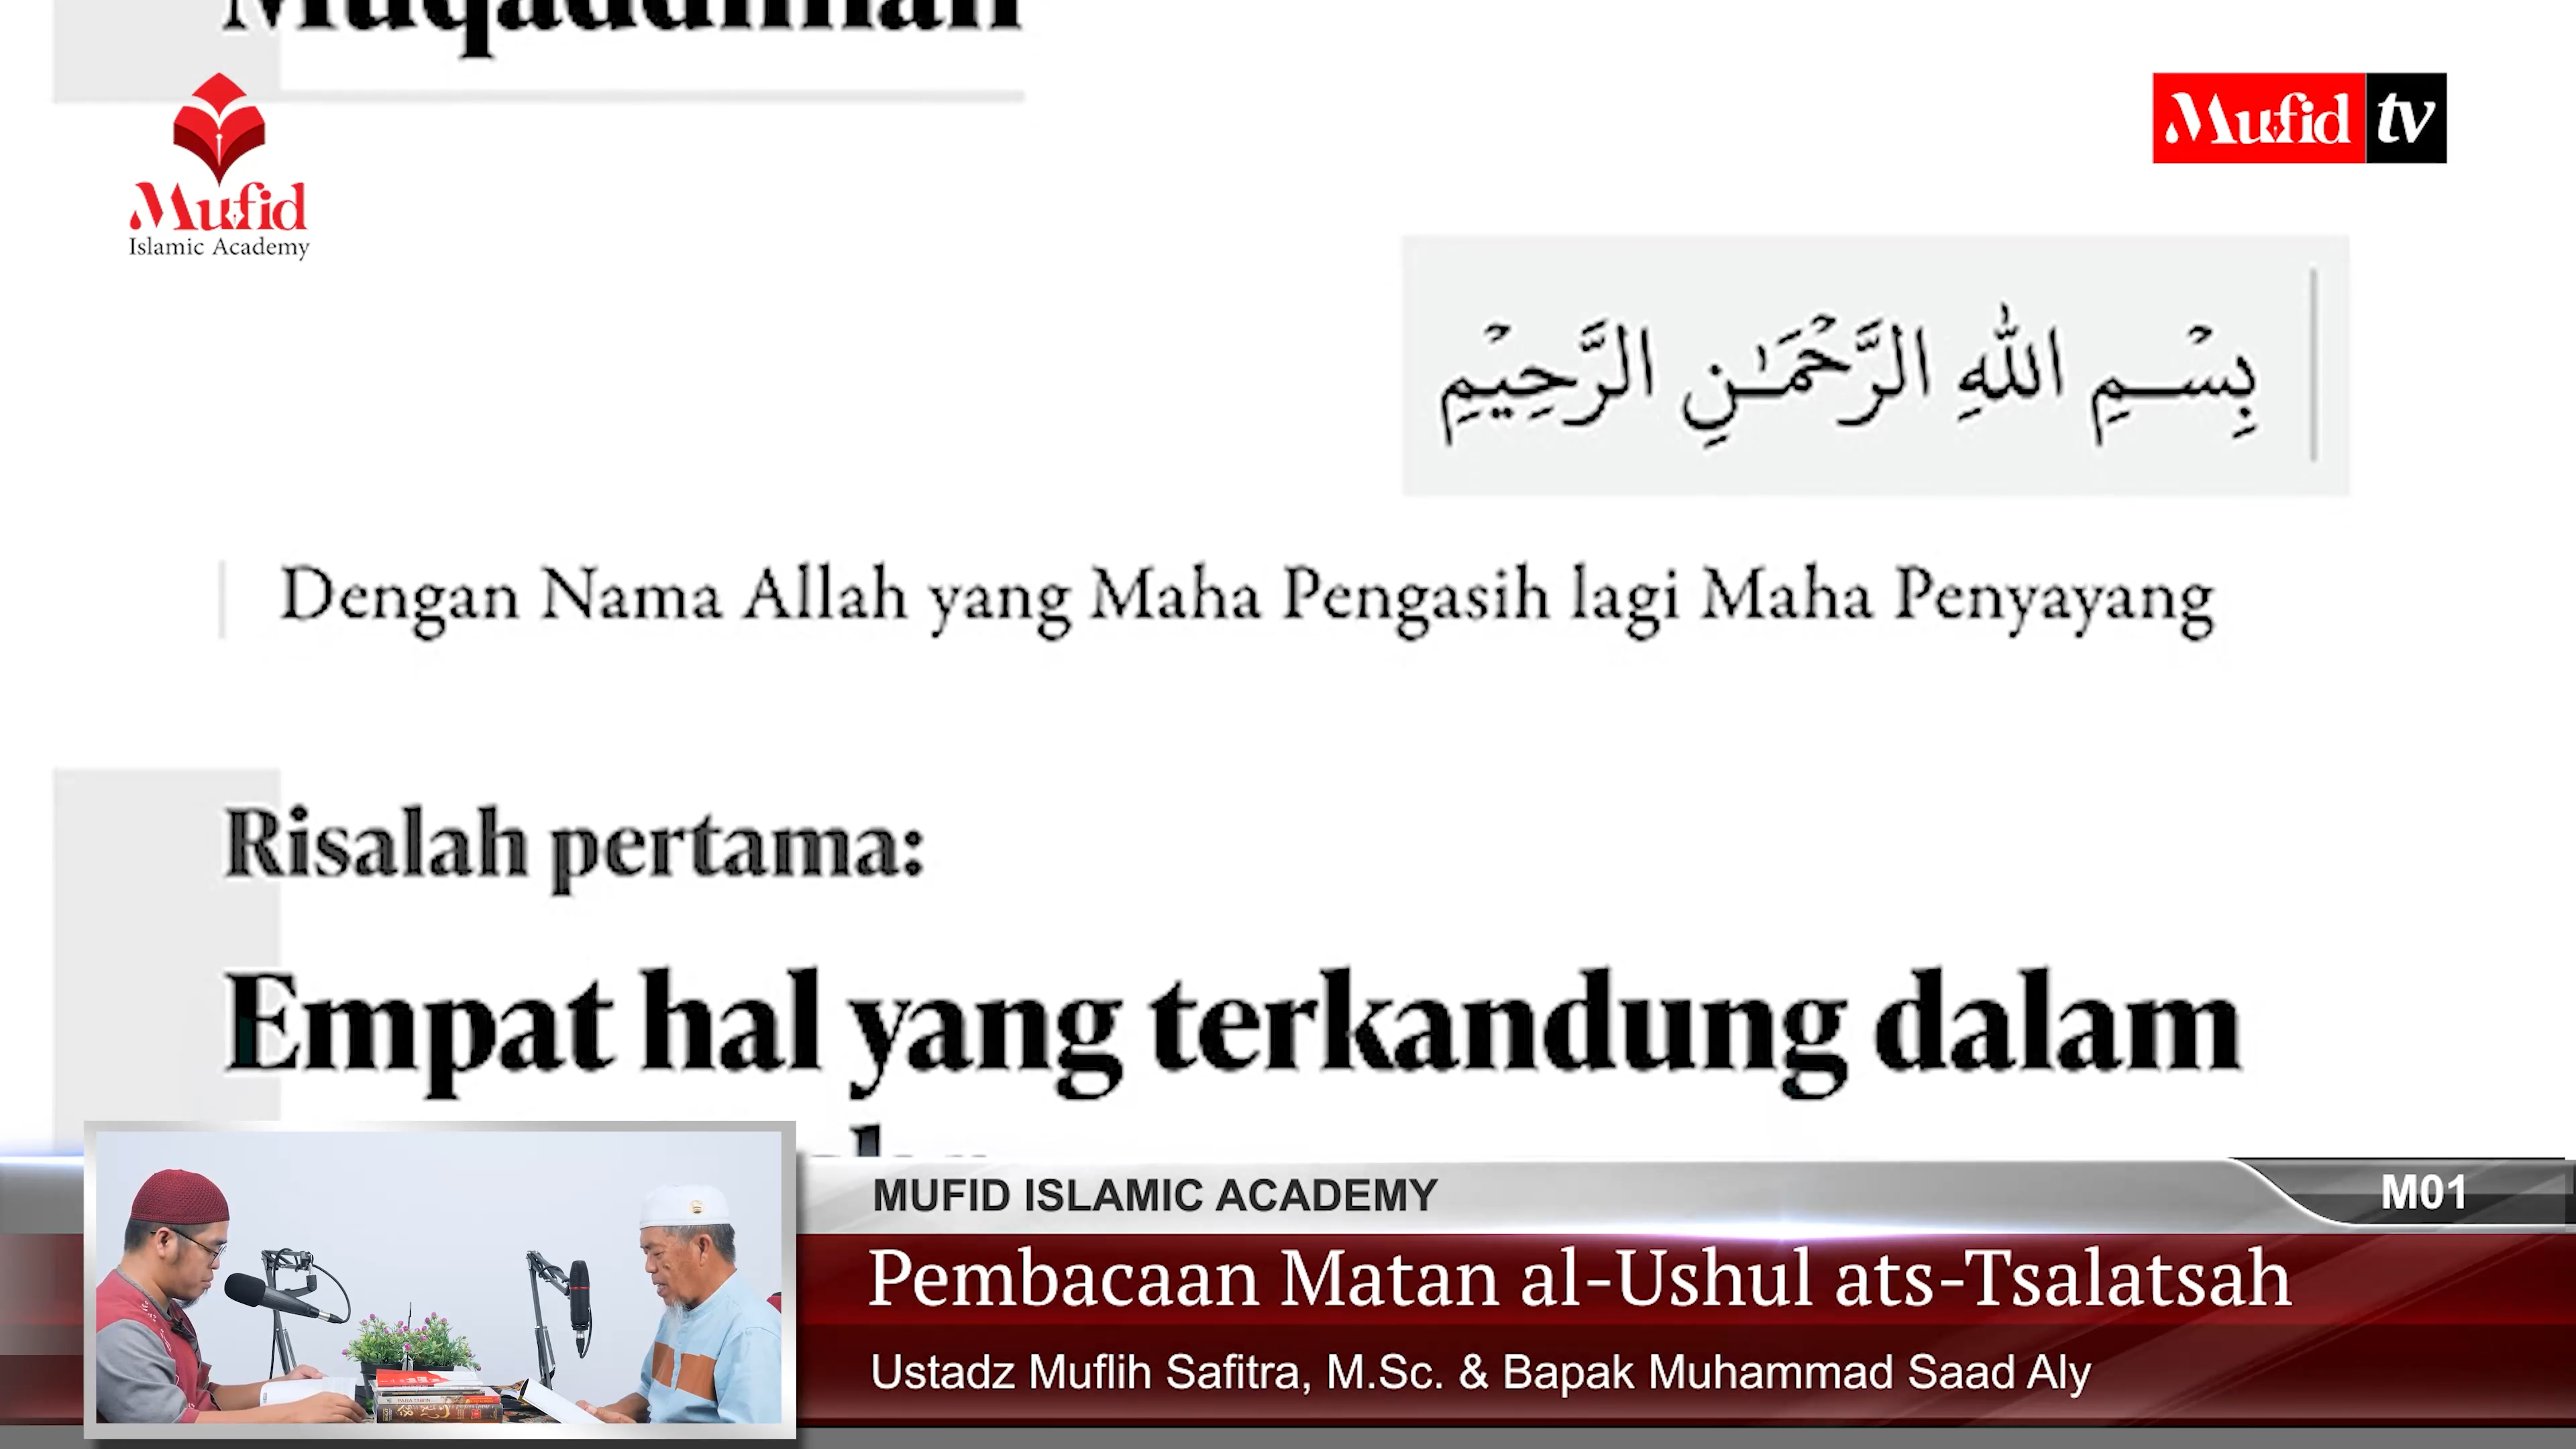 Muqaddimah
Mufid
Islamic Academy
Mufid tv
بِسْمِ اللهِ الرَّحْمٰنِ الرَّحِيْمِ
Dengan Nama Allah yang Maha Pengasih lagi Maha Penyayang
Risalah pertama:
Empat hal yang terkandung dalam
MUFID ISLAMIC ACADEMY
M01
Pembacaan Matan al-Ushul ats-Tsalatsah
Ustadz Muflih Safitra, M.Sc. & Bapak Muhammad Saad Aly